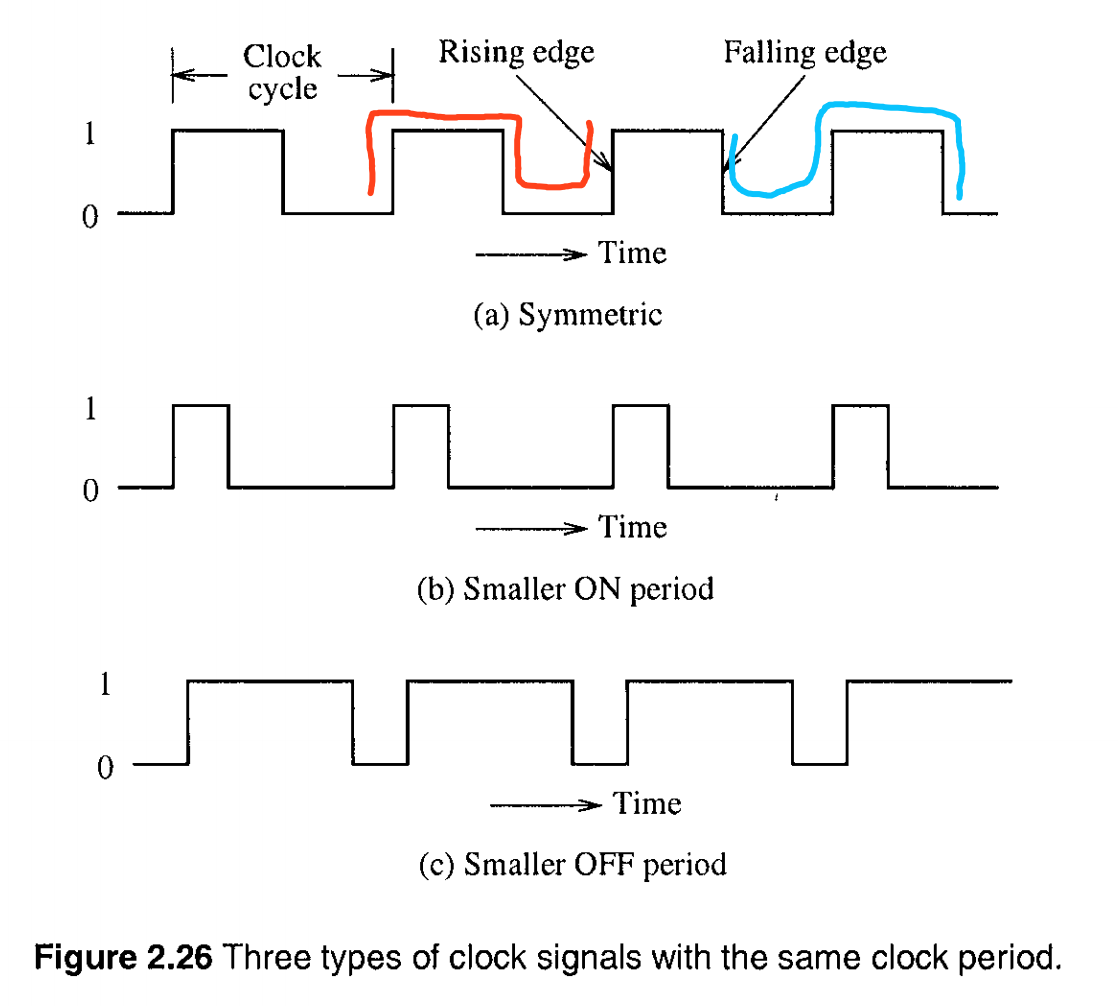 Clock
cycle
Rising edge
Falling edge
1
0
Time
(a) Symmetric
1
0
Time
(b) Smaller ON period
1
0
Time
(c) Smaller OFF period
Figure 2.26 Three types of clock signals with the same clock period.